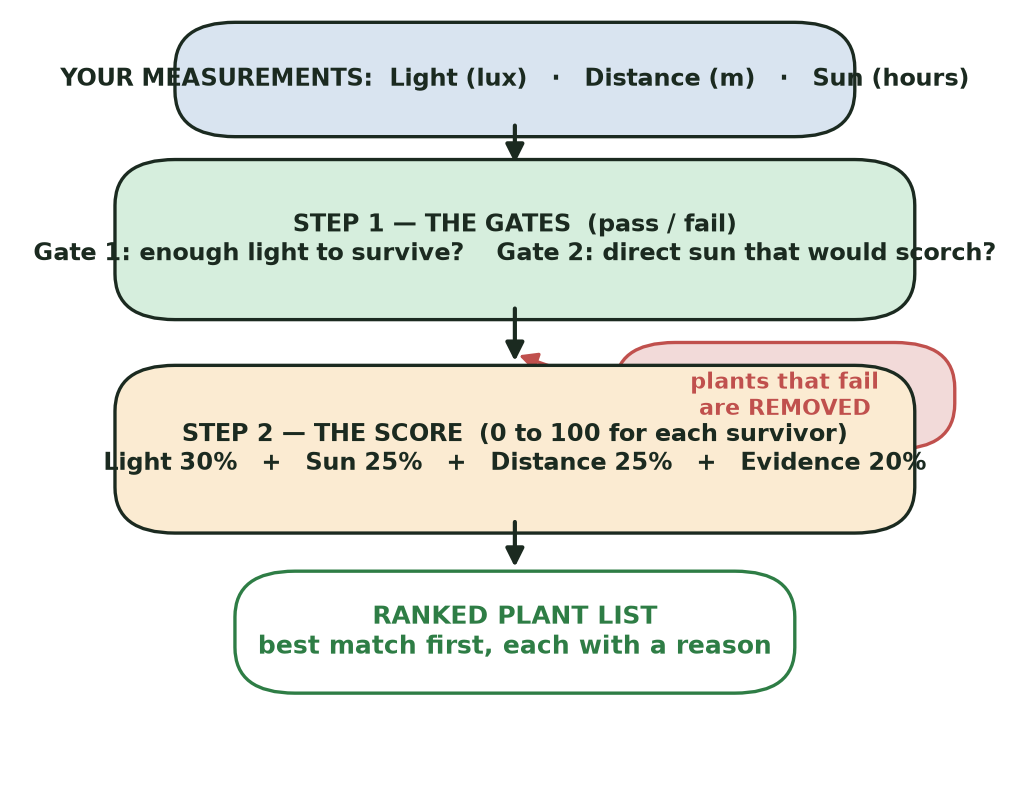 YOUR MEASUREMENTS:  Light (lux)   ·   Distance (m)   ·   Sun (hours)
STEP 1 — THE GATES  (pass / fail)
Gate 1: enough light to survive?    Gate 2: direct sun that would scorch?
plants that fail
are REMOVED
STEP 2 — THE SCORE  (0 to 100 for each survivor)
Light 30%   +   Sun 25%   +   Distance 25%   +   Evidence 20%
RANKED PLANT LIST
best match first, each with a reason